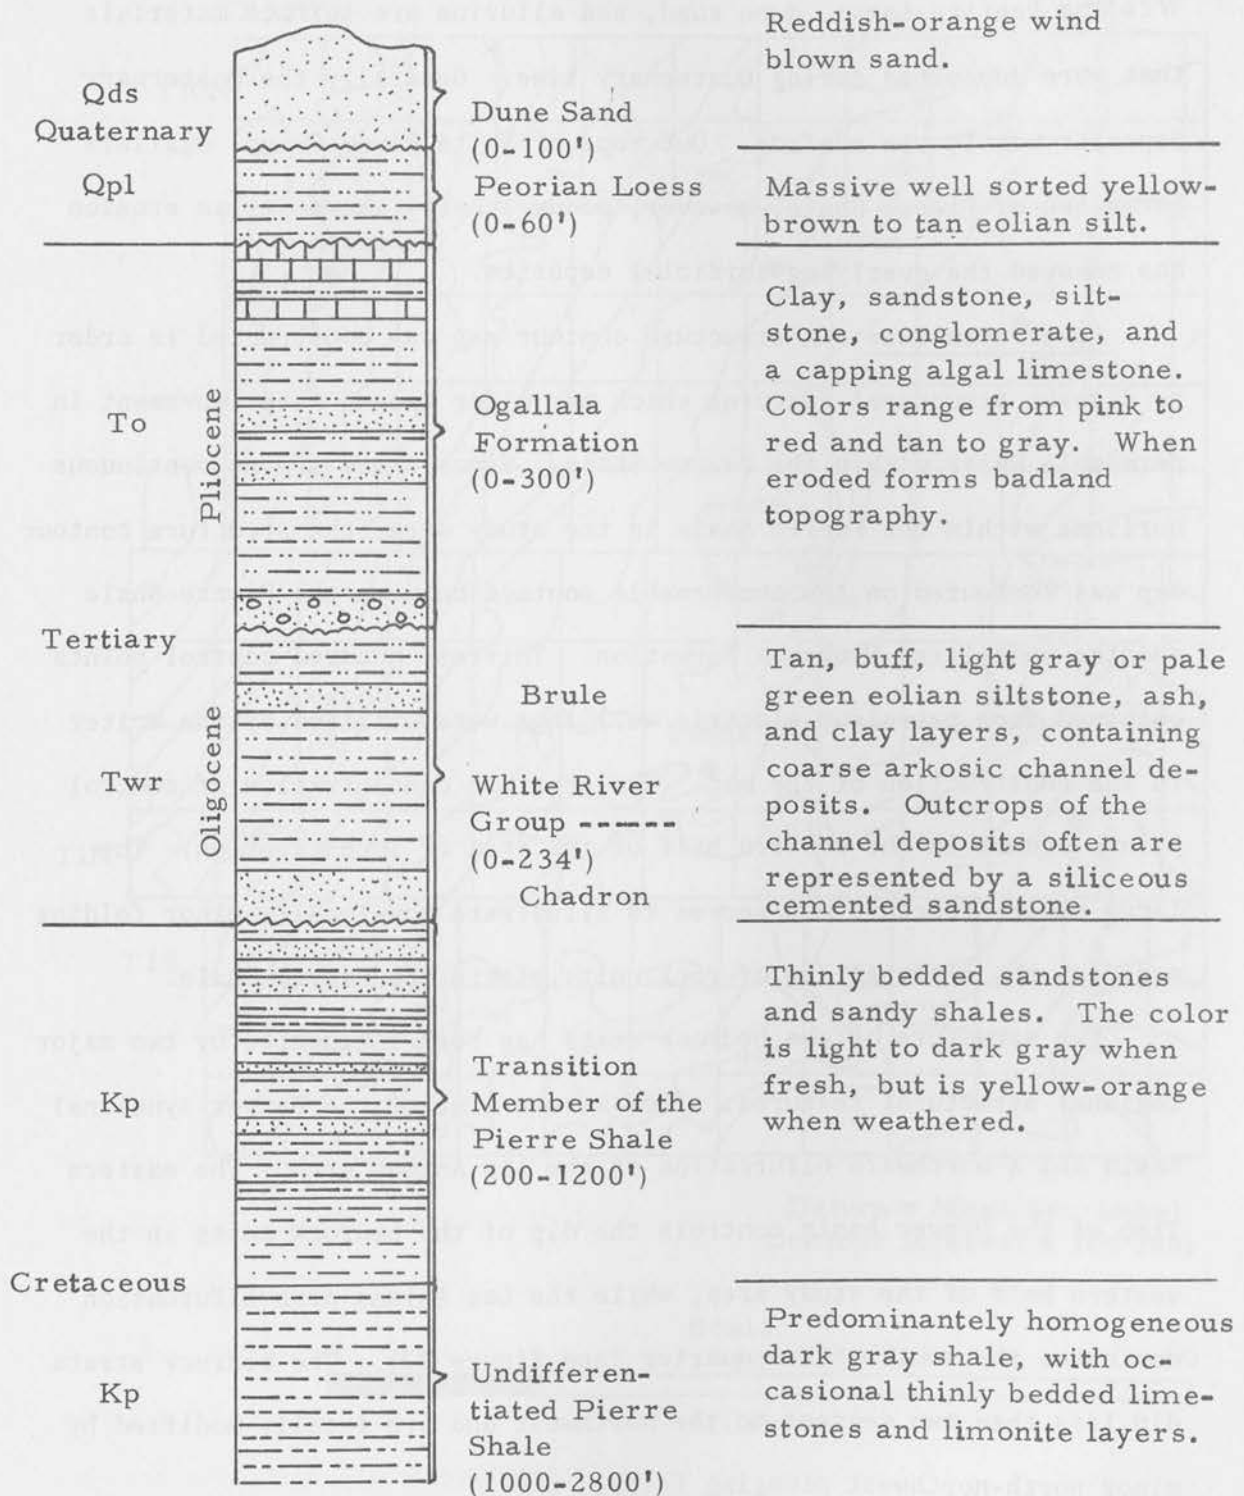 Reddish-orange wind
blown sand.
Qds
Quaternary
Dune Sand
(0-100')
Qpl
Peorian Loess
(0-60')
Massive well sorted yellow-
brown to tan eolian silt.
To
Pliocene
Ogallala
Formation
(0-300')
Clay, sandstone, silt-
stone, conglomerate, and
a capping algal limestone.
Colors range from pink to
red and tan to gray. When
eroded forms badland
topography.
Tertiary
Twr
Oligocene
Brule
White River
Group ------
(0-234')
Chadron
Tan, buff, light gray or pale
green eolian siltstone, ash,
and clay layers, containing
coarse arkosic channel de-
posits. Outcrops of the
channel deposits often are
represented by a siliceous
cemented sandstone.
Kp
Transition
Member of the
Pierre Shale
(200-1200')
Thinly bedded sandstones
and sandy shales. The color
is light to dark gray when
fresh, but is yellow-orange
when weathered.
Cretaceous
Kp
Undifferen-
tiated Pierre
Shale
(1000-2800')
Predominantely homogeneous
dark gray shale, with oc-
casional thinly bedded lime-
stones and limonite layers.